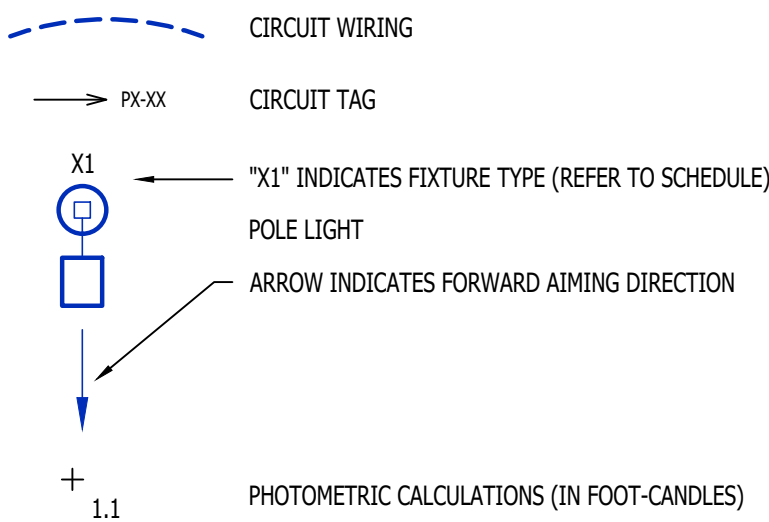 CIRCUIT WIRING
PX-XX CIRCUIT TAG
X1
"X1" INDICATES FIXTURE TYPE (REFER TO SCHEDULE)
POLE LIGHT
ARROW INDICATES FORWARD AIMING DIRECTION
1.1 PHOTOMETRIC CALCULATIONS (IN FOOT-CANDLES)